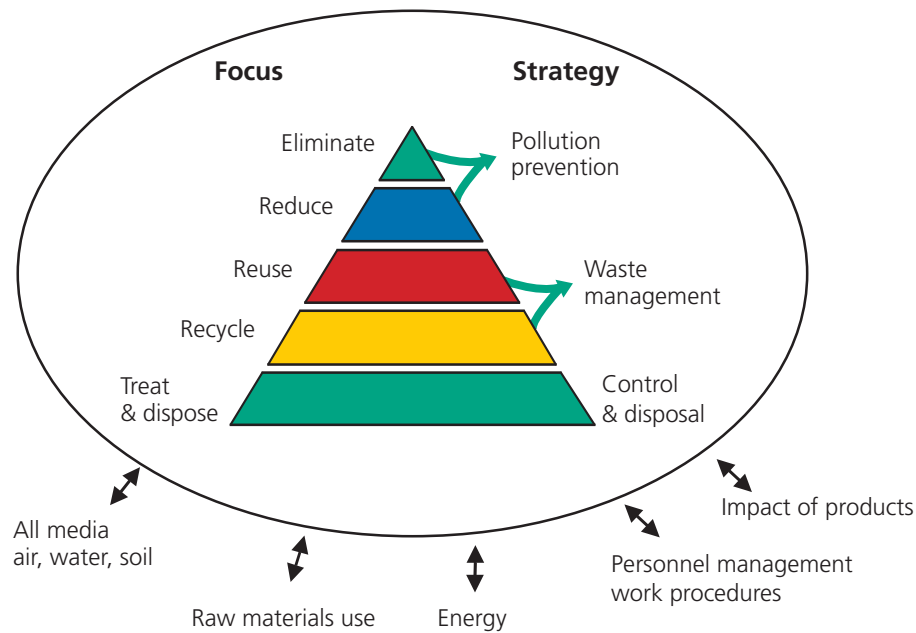 Focus
Strategy
Eliminate
Pollution
prevention
Reduce
Reuse
Waste
management
Recycle
Treat
& dispose
Control
& disposal
All media
air, water, soil
Raw materials use
Energy
Personnel management
work procedures
Impact of products